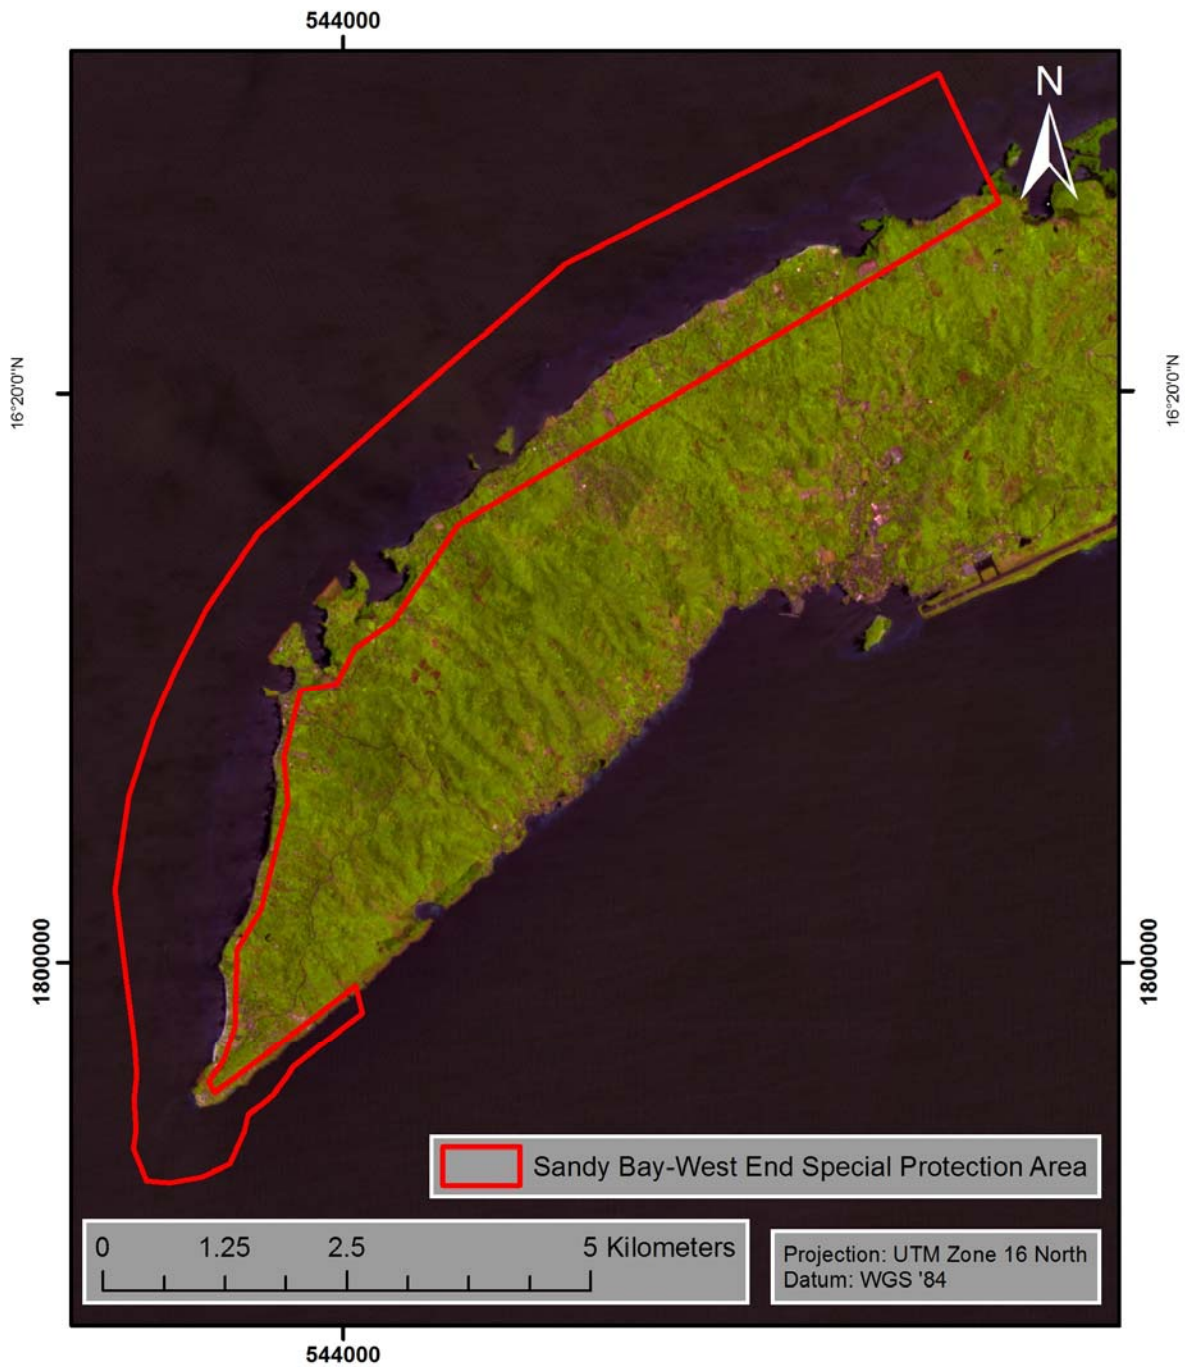 544000
N
16°20'0"N
16°20'0"N
1800000
1800000
Sandy Bay-West End Special Protection Area
0 1.25 2.5 5 Kilometers
Projection: UTM Zone 16 North
Datum: WGS '84
544000